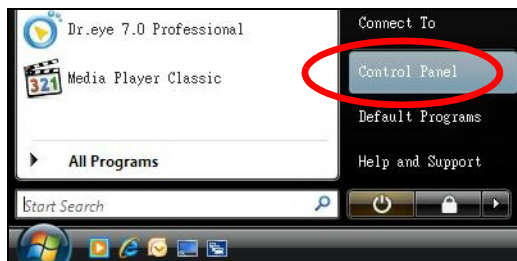 Dr.eye 7.0 Professional
Media Player Classic
321
All Programs
Start Search
Connect To
Control Panel
Default Programs
Help and Support